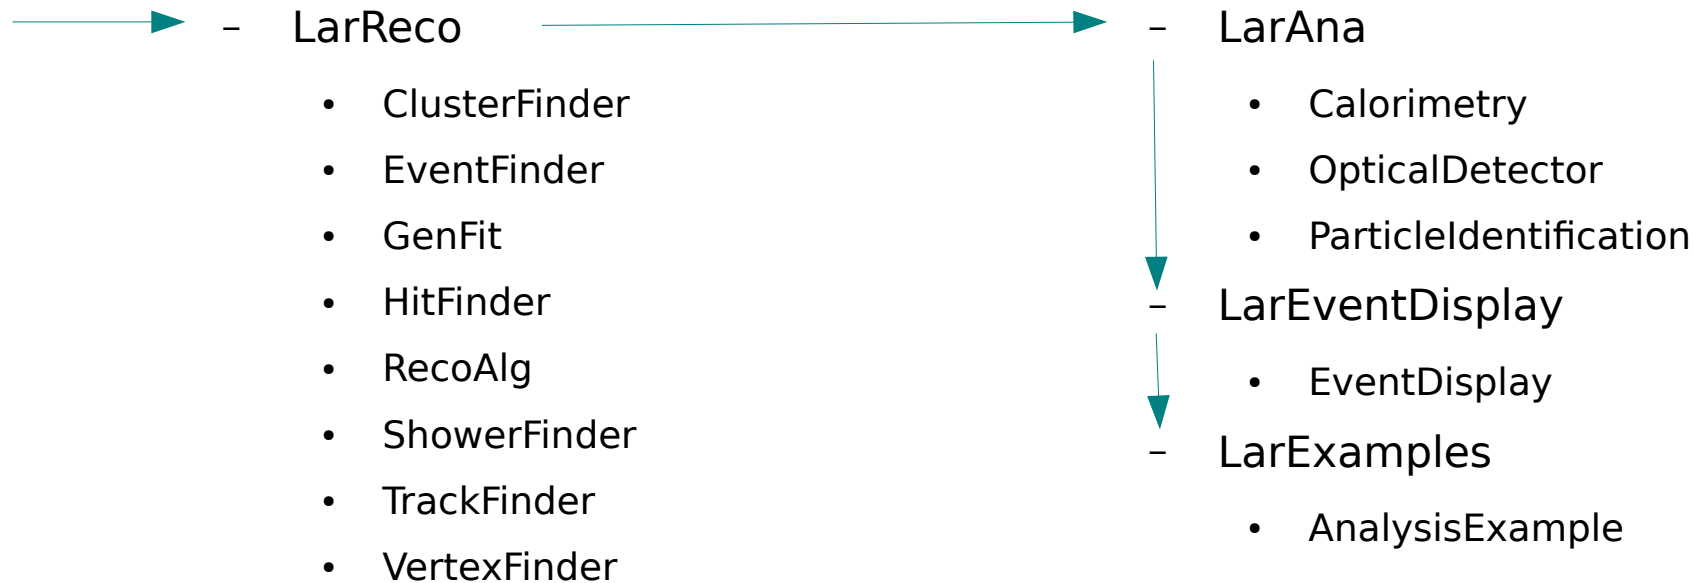 – LarReco
• ClusterFinder
• EventFinder
• GenFit
• HitFinder
• RecoAlg
• ShowerFinder
• TrackFinder
• VertexFinder
– LarAna
• Calorimetry
• OpticalDetector
• ParticleIdentification
– LarEventDisplay
• EventDisplay
– LarExamples
• AnalysisExample